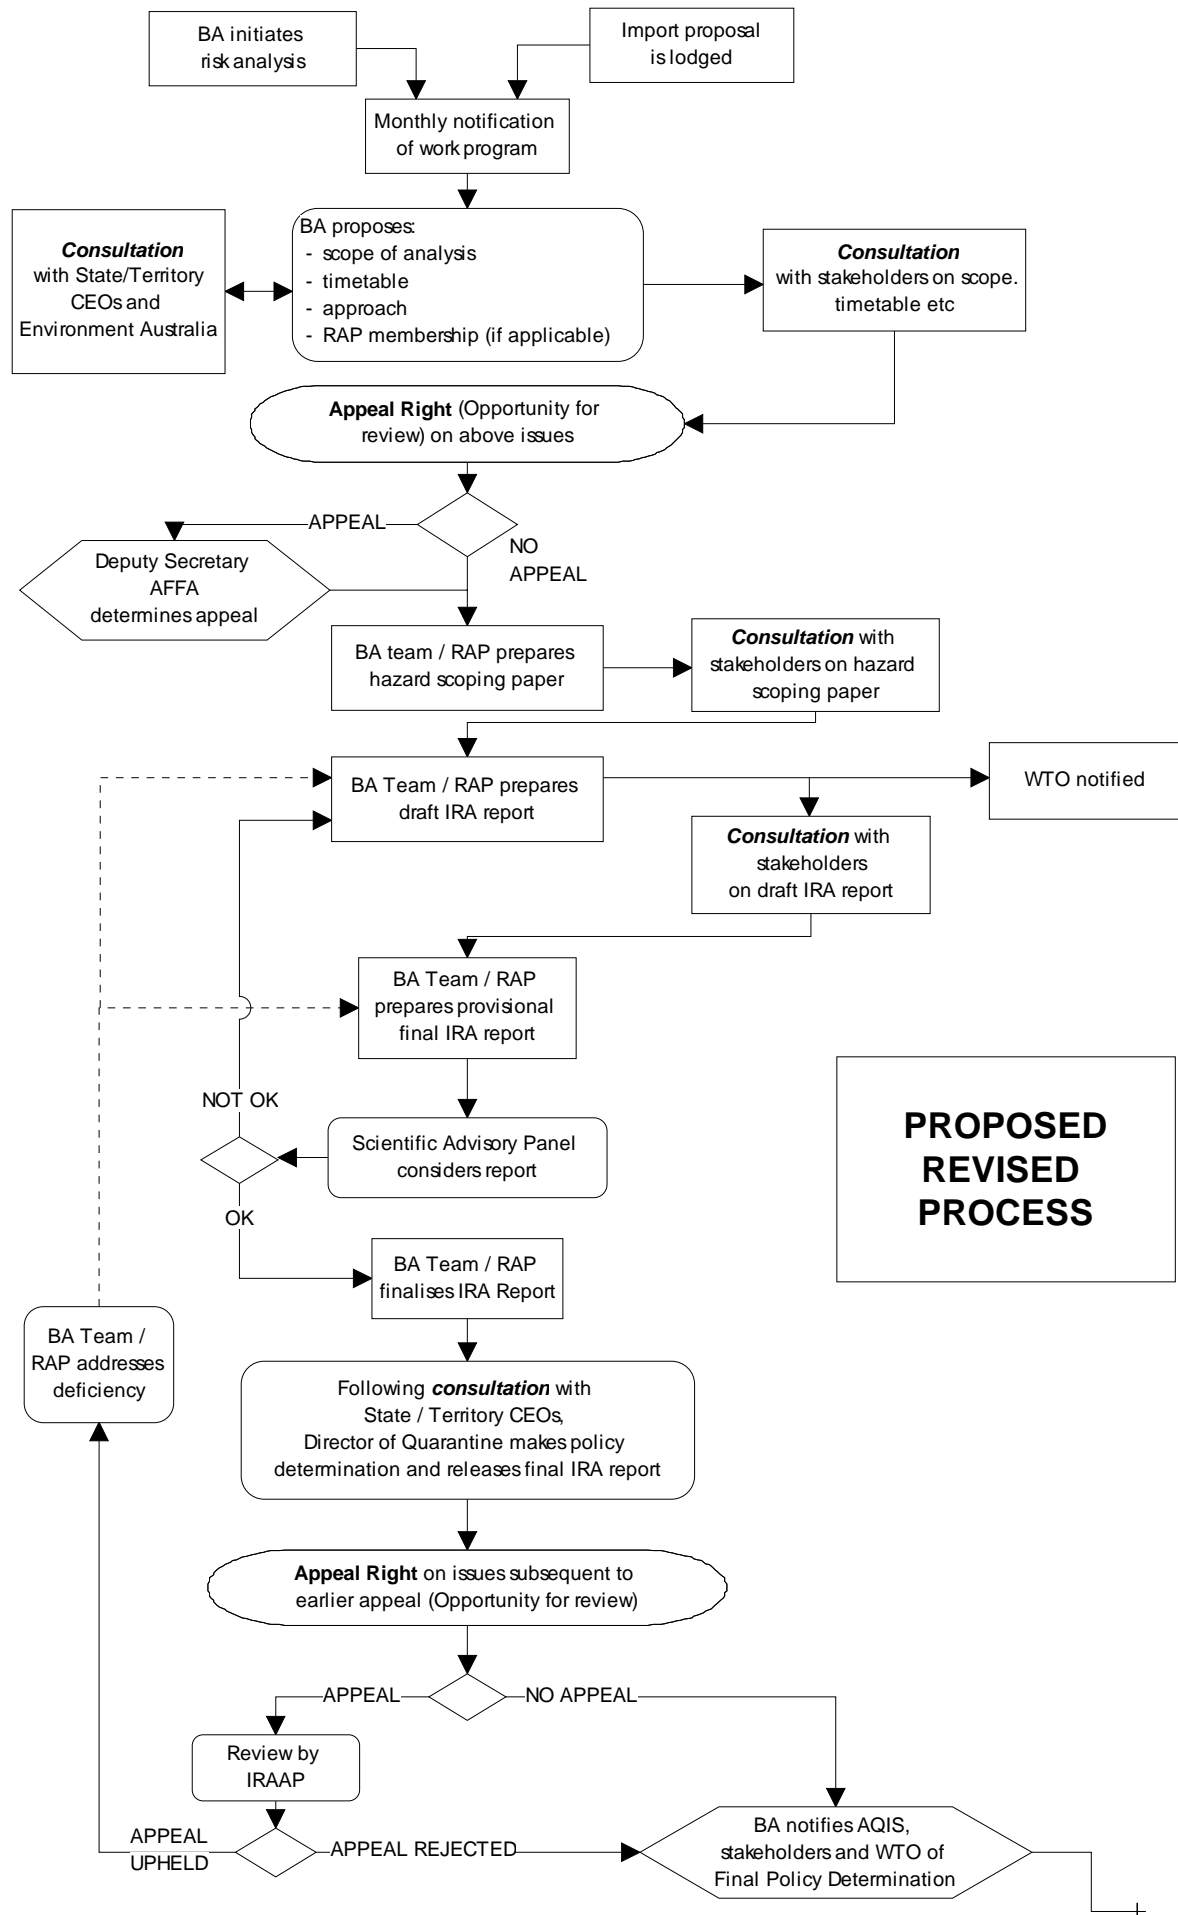 BA initiates
risk analysis
Import proposal
is lodged
Monthly notification
of work program
Consultation
with State/Territory
CEOs and
Environment Australia
BA proposes:
- scope of analysis
- timetable
- approach
- RAP membership (if applicable)
Consultation
with stakeholders on scope.
timetable etc
Appeal Right (Opportunity for
review) on above issues
APPEAL
NO
APPEAL
Deputy Secretary
AFFA
determines appeal
BA team / RAP prepares
hazard scoping paper
Consultation with
stakeholders on hazard
scoping paper
BA Team / RAP prepares
draft IRA report
WTO notified
Consultation with
stakeholders
on draft IRA report
BA Team / RAP
prepares provisional
final IRA report
NOT OK
Scientific Advisory Panel
considers report
OK
PROPOSED
REVISED
PROCESS
BA Team / RAP
finalises IRA Report
BA Team /
RAP addresses
deficiency
Following consultation with
State / Territory CEOs,
Director of Quarantine makes policy
determination and releases final IRA report
Appeal Right on issues subsequent to
earlier appeal (Opportunity for review)
APPEAL
NO APPEAL
Review by
IRAAP
APPEAL
UPHELD
APPEAL REJECTED
BA notifies AQIS,
stakeholders and WTO of
Final Policy Determination